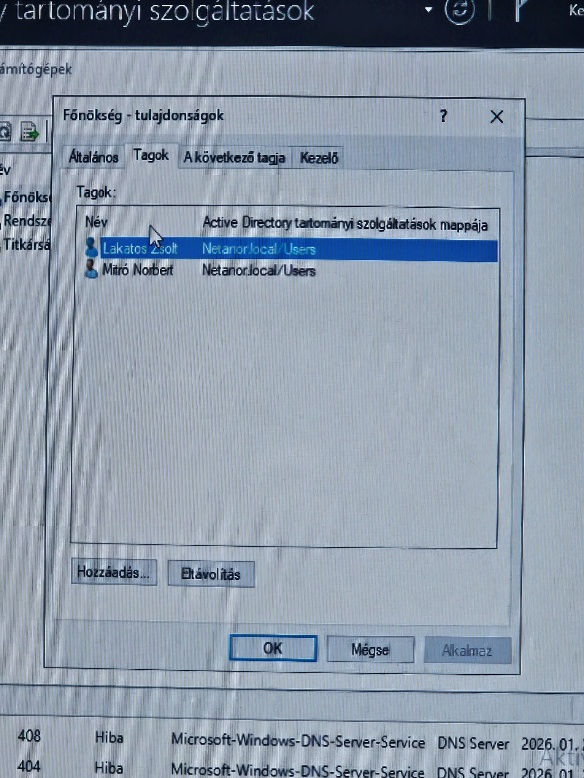 y tartományi szolgáltatások
Ke
ámítógépek
Főnökség - tulajdonságok
?
Általános Tagok A következő tagja Kezelő
Tagok:
év
Főnöks
Rendsze
Titkársá
Név Active Directory tartományi szolgáltatások mappája
Lakatos Zsolt Netanor.local/Users
Mitró Norbert Netanor.local/Users
Hozzáadás... Eltávolítás
OK Mégse Alkalmaz
408 Hiba Microsoft-Windows-DNS-Server-Service DNS Server 2026. 01.
Akti
404 Hiba Microsoft-Windows-DNS-Server-Service DNS Server 2026. 01.